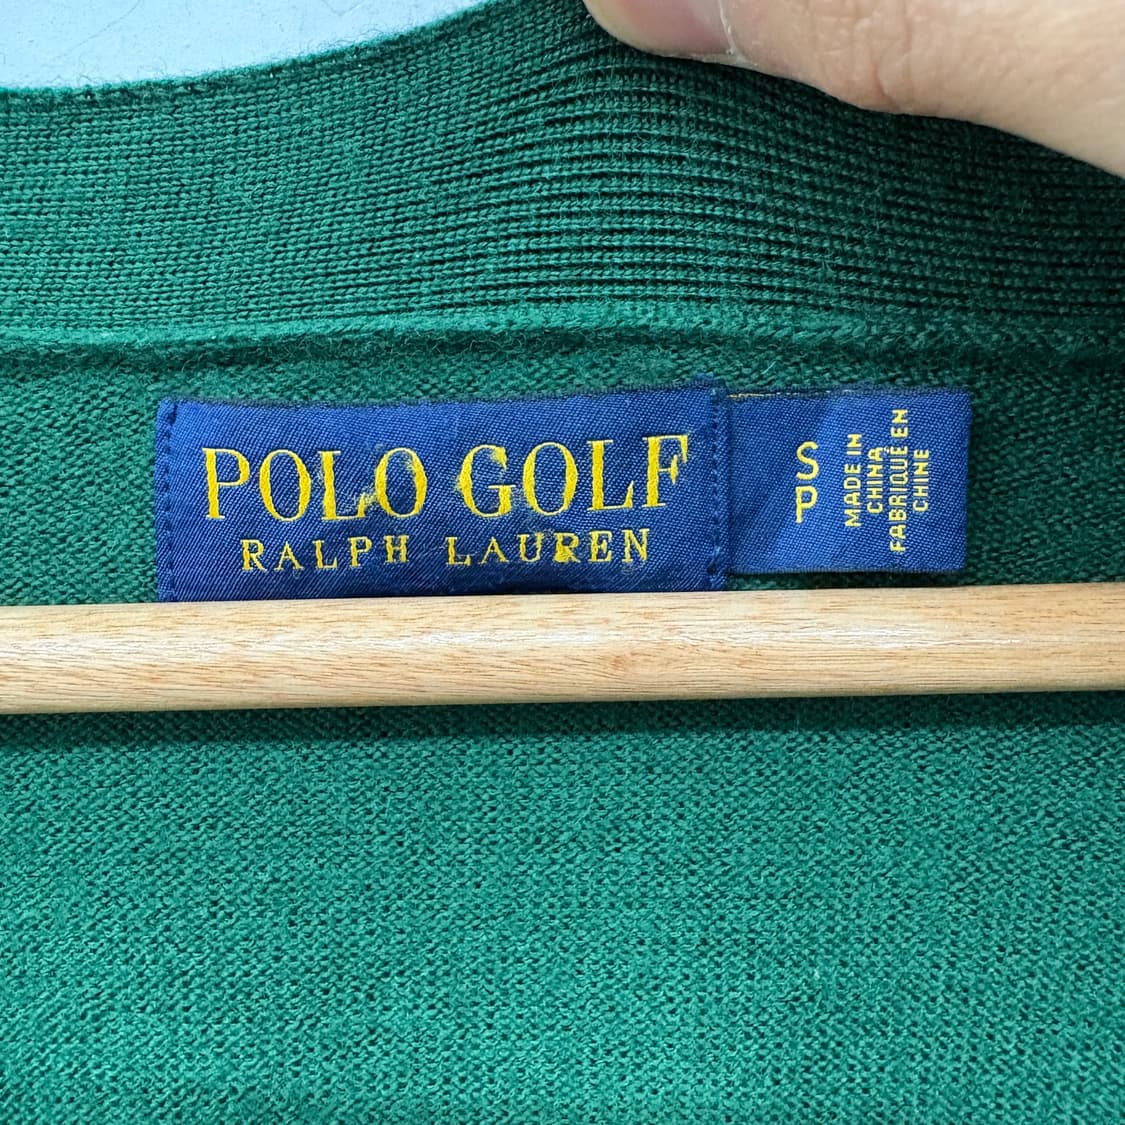 POLO GOLF
RALPH LAUREN
S
P
MADE IN
CHINA
FABRIQUÉ EN
CHINE